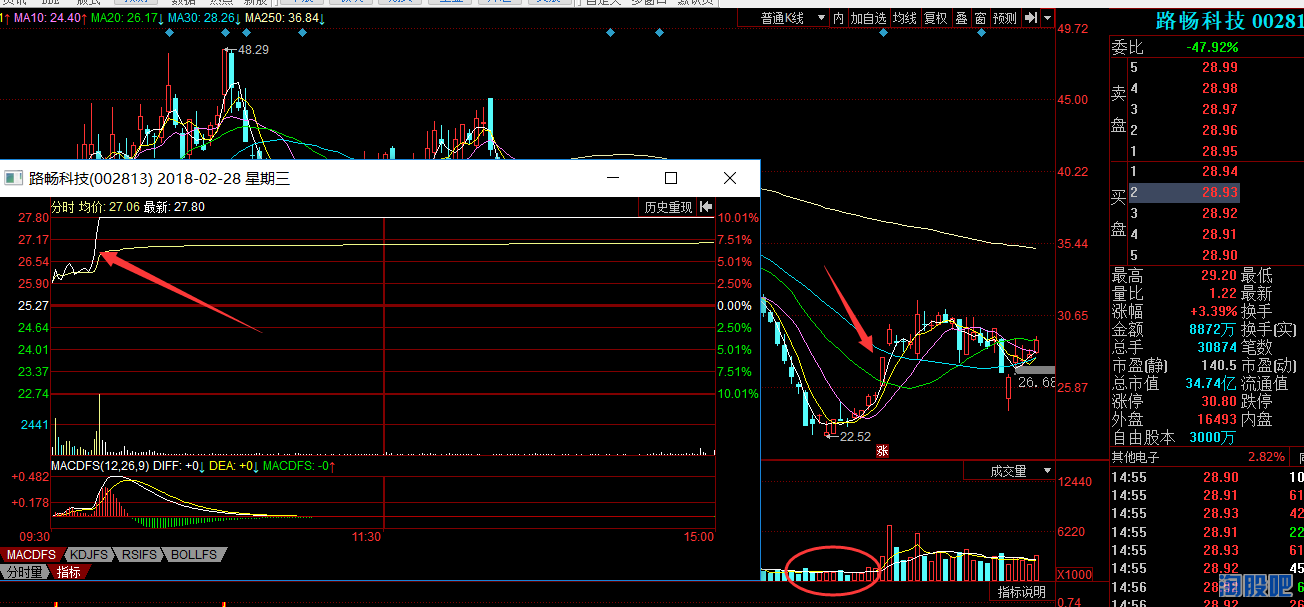 MA10: 24.40↑ MA20: 26.17↓ MA30: 28.26↓ MA250: 36.84↓
普通K线 内 加自选 均线 复权 叠 窗 预测
48.29
49.72
45.00
40.22
35.44
30.65
25.87
路畅科技(002813) 2018-02-28 星期三
分时 均价: 27.06 最新: 27.80
历史重现
27.80 10.01%
27.17 7.51%
26.54 5.01%
25.90 2.50%
25.27 0.00%
24.64 2.50%
24.01 5.01%
23.37 7.51%
22.74 10.01%
2441
MACDFS(12,26,9) DIFF: +0↓ DEA: +0↓ MACDFS: -0↑
+0.482
+0.178
09:30 11:30 15:00
MACDFS KDJFS RSIFS BOLLFS
分时量 指标
26.68
22.52
涨
成交量
12440
6220
X1000
指标说明
0.74
路畅科技 00281
委比 -47.92%
卖盘
5 28.99
4 28.98
3 28.97
2 28.96
1 28.95
买盘
1 28.94
2 28.93
3 28.92
4 28.91
5 28.90
最高 29.20 最低
量比 1.22 最新
涨幅 +3.39% 换手
金额 8872万 换手(实)
总手 30874 笔数
市盈(静) 140.5 市盈(动)
总市值 34.74亿 流通值
涨停 30.80 跌停
外盘 16493 内盘
自由股本 3000万
其他电子 2.82%
14:55 28.90 10
14:55 28.91 61
14:55 28.93 42
14:55 28.91 22
14:55 28.93 61
14:55 28.92 45
14:56
14:56 28.92 26
淘股吧